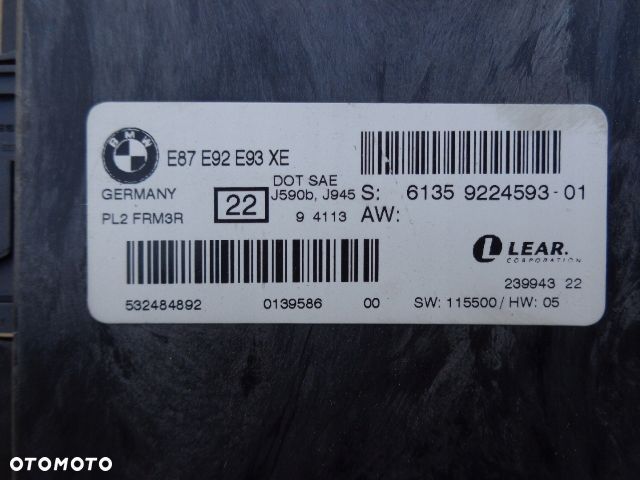 BMW
E87 E92 E93 XE
GERMANY
PL2 FRM3R
22
DOT SAE
J590b, J945
9 4113
S: 6135 9224593-01
AW:
LEAR.
CORPORATION
239943 22
532484892 0139586 00
SW: 115500 / HW: 05
OTOMOTO